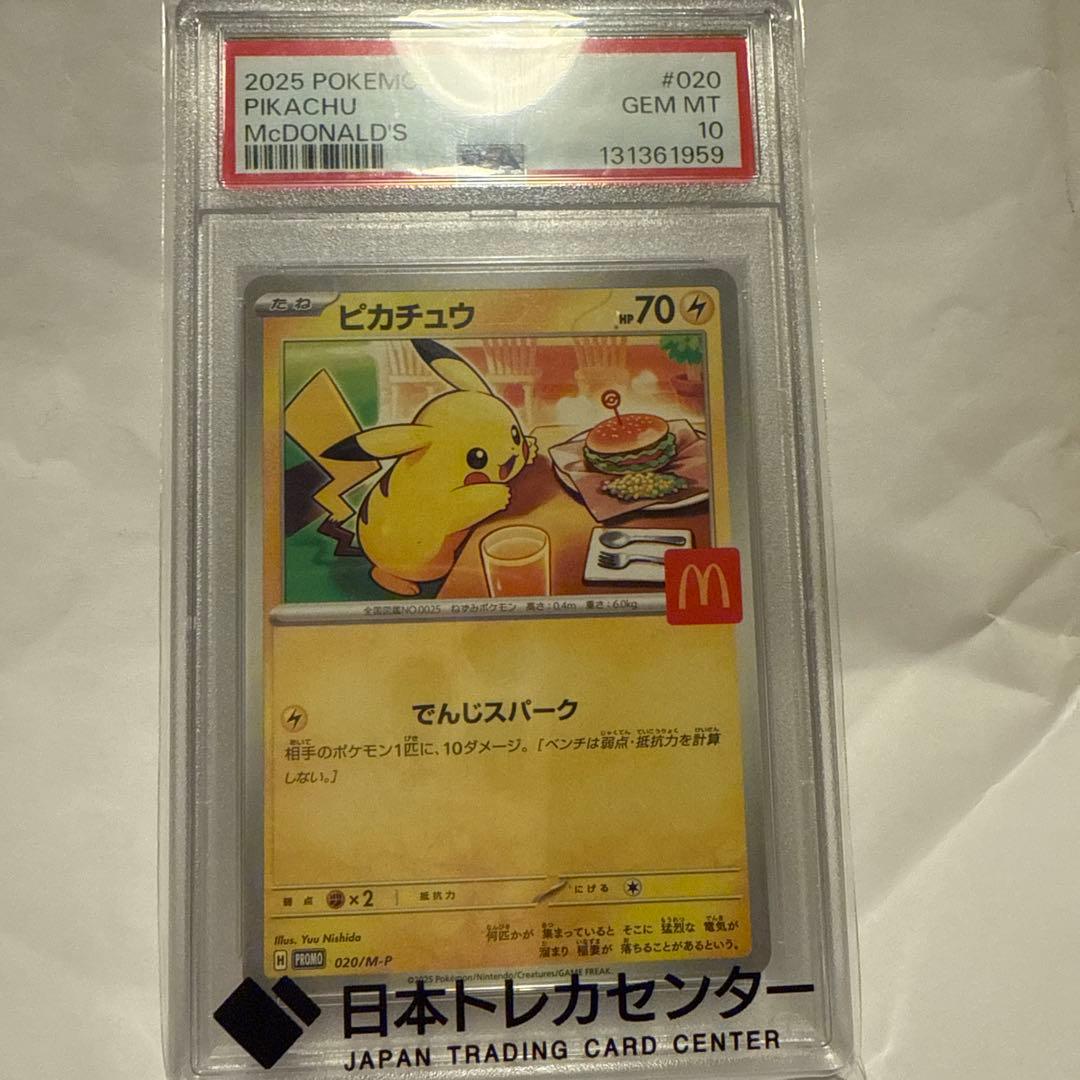 2025 POKEMO
#020
PIKACHU
GEM MT
McDONALD'S
10
131361959
たね
ピカチュウ
HP70
全国図鑑NO.0025 ねずみポケモン 高さ:0.4m 重さ:6.0kg
でんじスパーク
相手のポケモン1匹に、10ダメージ。[ベンチは弱点・抵抗力を計算
しない。]
弱点
×2
抵抗力
にげる
何匹かが 集まっていると そこに 猛烈な 電気が
溜まり 稲妻が 落ちることがあるという。
Illus. Yuu Nishida
H PROMO 020/M-P
©2025 Pokémon/Nintendo/Creatures/GAME FREAK.
日本トレカセンター
JAPAN TRADING CARD CENTER